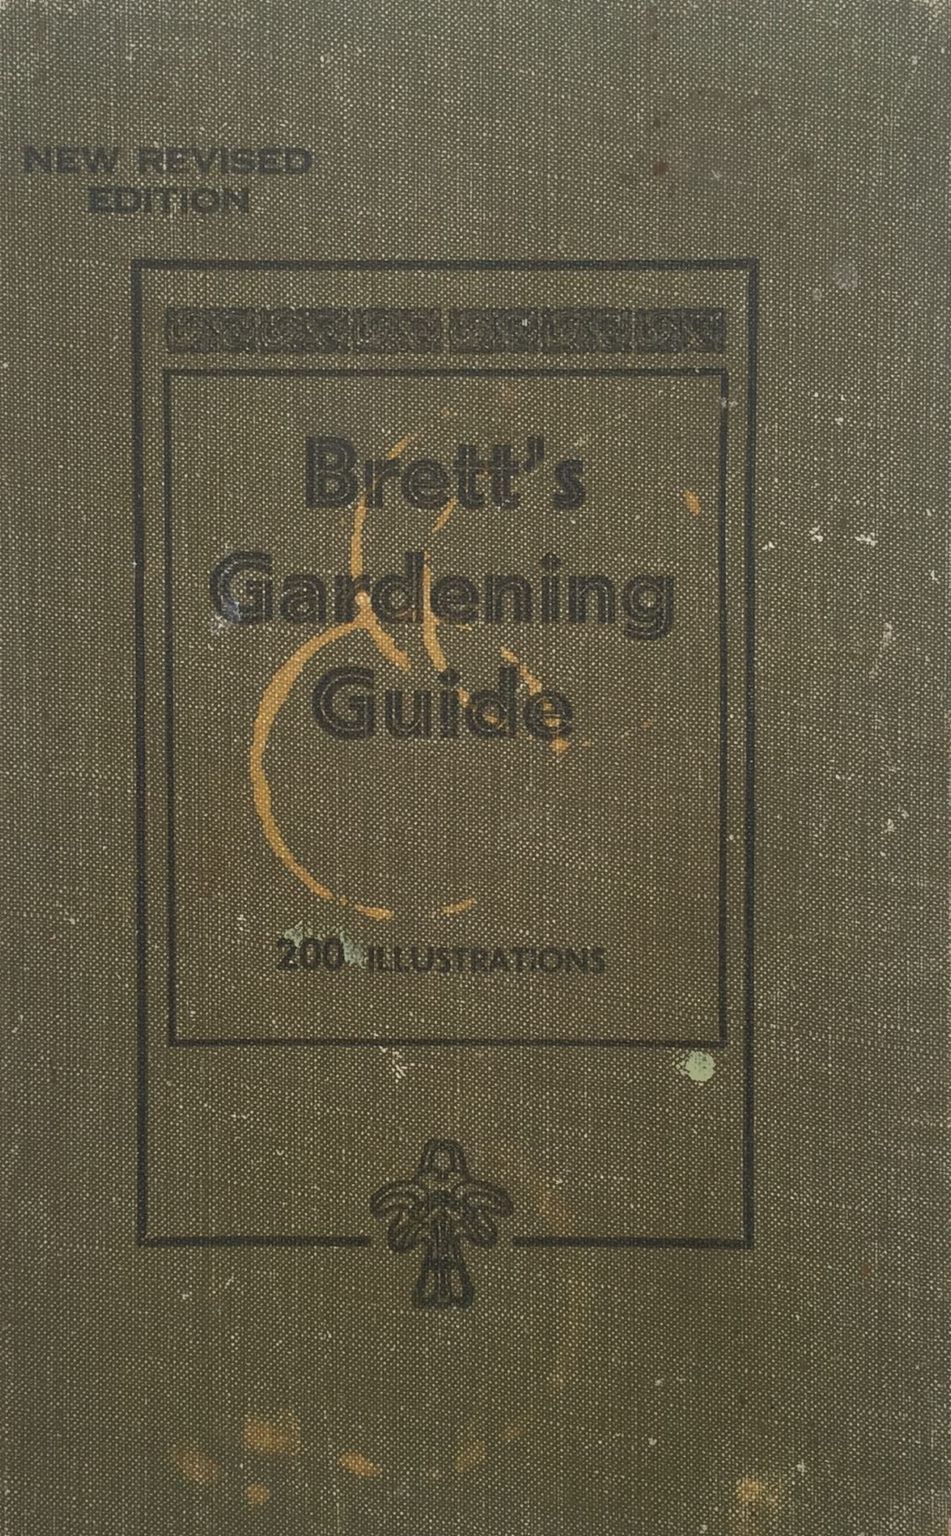 NEW REVISED
EDITION
Brett's
Gardening
Guide
200 ILLUSTRATIONS